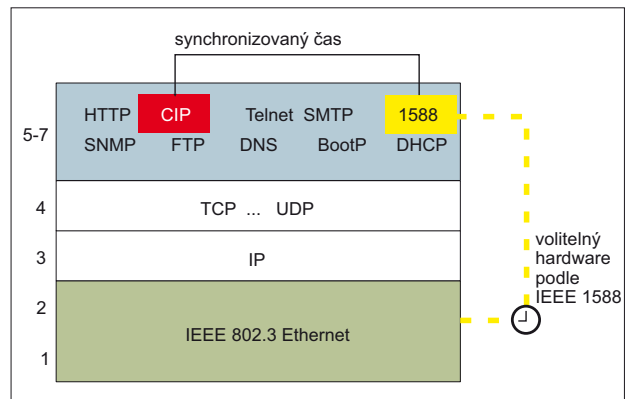 synchronizovaný čas
HTTP CIP Telnet SMTP 1588
5-7
SNMP FTP DNS BootP DHCP
4
TCP ... UDP
3
IP
volitelný
hardware
podle
IEEE 1588
2
IEEE 802.3 Ethernet
1